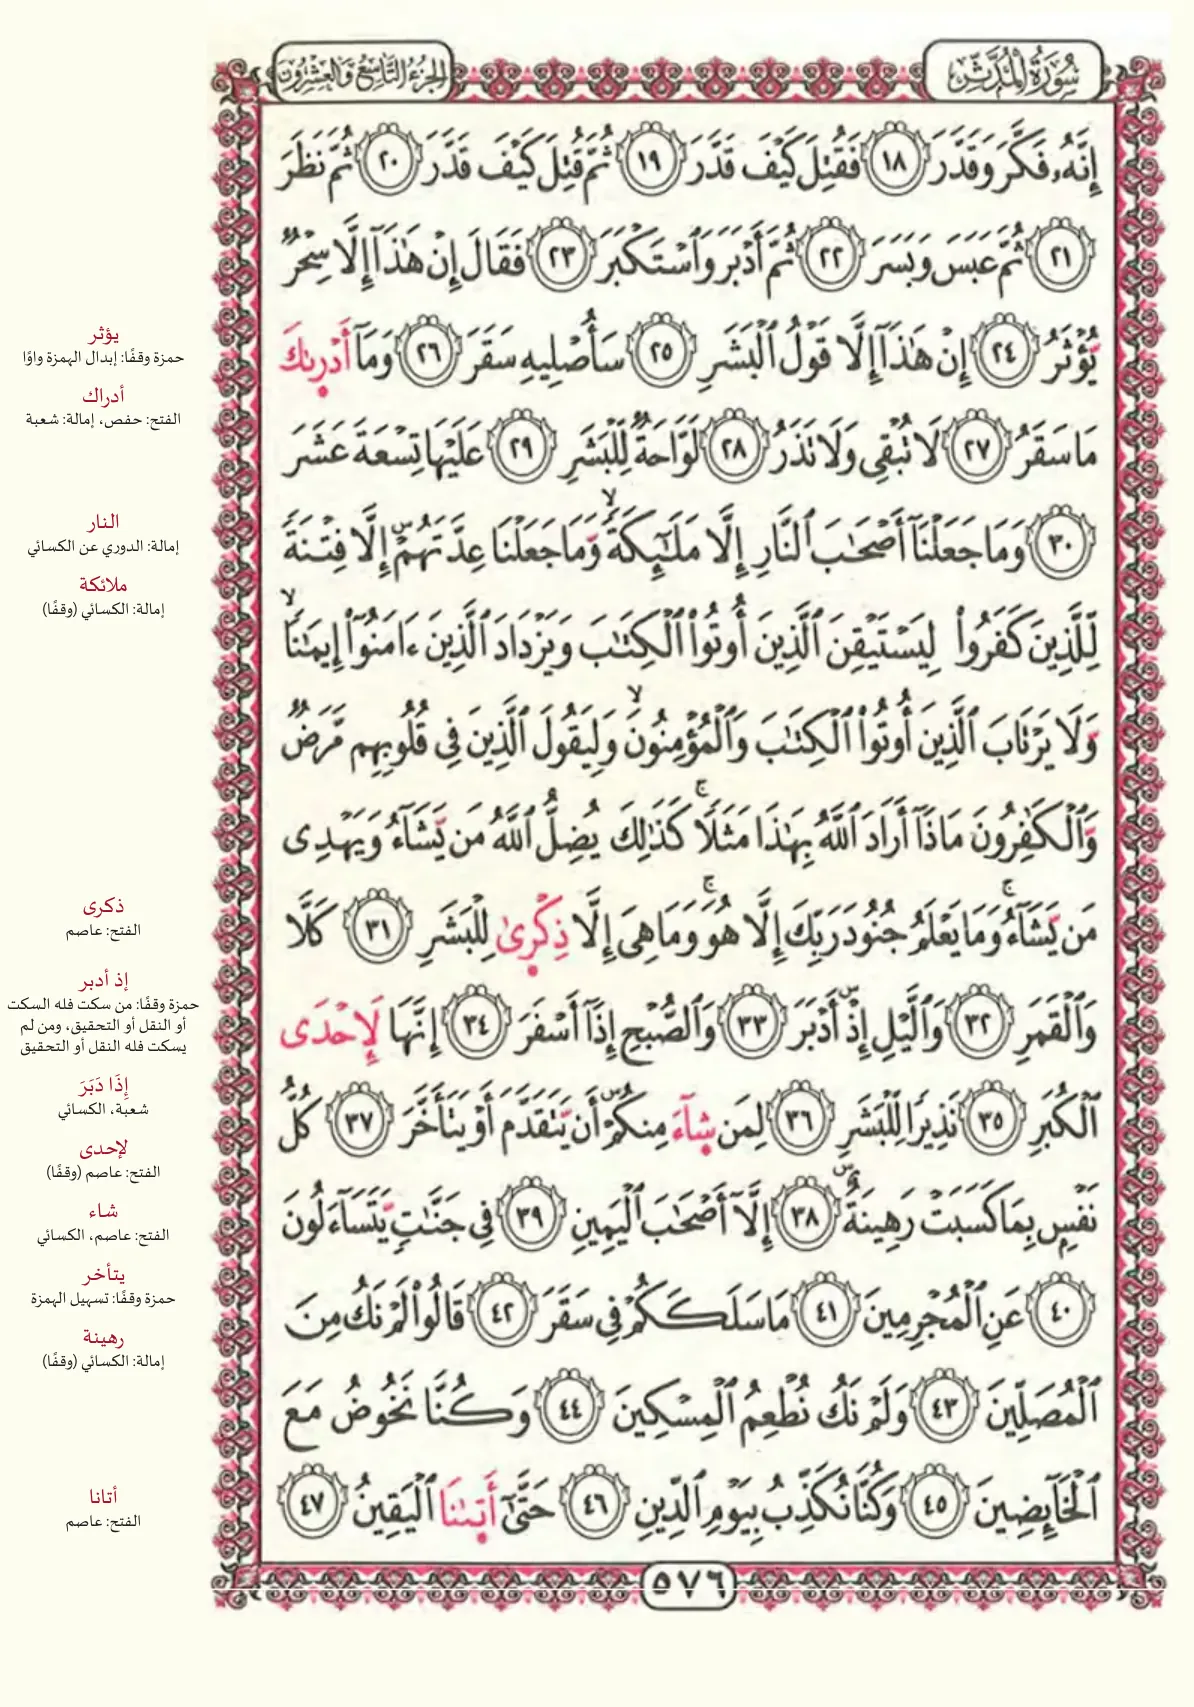 سُورَةُ الْمُدَّثِّر
الجُزْءُ التَّاسِعُ وَالعِشْرُونَ
إِنَّهُۥ فَكَّرَ وَقَدَّرَ ١٨ فَقُتِلَ كَيْفَ قَدَّرَ ١٩ ثُمَّ قُتِلَ كَيْفَ قَدَّرَ ٢٠ ثُمَّ نَظَرَ
٢١ ثُمَّ عَبَسَ وَبَسَرَ ٢٢ ثُمَّ أَدْبَرَ وَٱسْتَكْبَرَ ٢٣ فَقَالَ إِنْ هَٰذَآ إِلَّا سِحْرٌ
يُؤْثَرُ ٢٤ إِنْ هَٰذَآ إِلَّا قَوْلُ ٱلْبَشَرِ ٢٥ سَأُصْلِيهِ سَقَرَ ٢٦ وَمَآ أَدْرِىٰكَ
مَا سَقَرُ ٢٧ لَا تُبْقِى وَلَا تَذَرُ ٢٨ لَوَّاحَةٌ لِّلْبَشَرِ ٢٩ عَلَيْهَا تِسْعَةَ عَشَرَ
٣٠ وَمَا جَعَلْنَآ أَصْحَٰبَ ٱلنَّارِ إِلَّا مَلَٰٓئِكَةً ۙ وَمَا جَعَلْنَا عِدَّتَهُمْ إِلَّا فِتْنَةً
لِّلَّذِينَ كَفَرُوا۟ لِيَسْتَيْقِنَ ٱلَّذِينَ أُوتُوا۟ ٱلْكِتَٰبَ وَيَزْدَادَ ٱلَّذِينَ ءَامَنُوٓا۟ إِيمَٰنًا ۙ
وَلَا يَرْتَابَ ٱلَّذِينَ أُوتُوا۟ ٱلْكِتَٰبَ وَٱلْمُؤْمِنُونَ ۙ وَلِيَقُولَ ٱلَّذِينَ فِى قُلُوبِهِم مَّرَضٌ
وَٱلْكَٰفِرُونَ مَاذَآ أَرَادَ ٱللَّهُ بِهَٰذَا مَثَلًا ۚ كَذَٰلِكَ يُضِلُّ ٱللَّهُ مَن يَشَآءُ وَيَهْدِى
مَن يَشَآءُ ۚ وَمَا يَعْلَمُ جُنُودَ رَبِّكَ إِلَّا هُوَ ۚ وَمَا هِىَ إِلَّا ذِكْرِىٰ لِلْبَشَرِ ٣١ كَلَّا
وَٱلْقَمَرِ ٣٢ وَٱلَّيْلِ إِذْ أَدْبَرَ ٣٣ وَٱلصُّبْحِ إِذَآ أَسْفَرَ ٣٤ إِنَّهَا لَإِحْدَى
ٱلْكُبَرِ ٣٥ نَذِيرًا لِّلْبَشَرِ ٣٦ لِمَن شَآءَ مِنكُمْ أَن يَتَقَدَّمَ أَوْ يَتَأَخَّرَ ٣٧ كُلُّ
نَفْسٍۭ بِمَا كَسَبَتْ رَهِينَةٌ ٣٨ إِلَّآ أَصْحَٰبَ ٱلْيَمِينِ ٣٩ فِى جَنَّٰتٍ يَتَسَآءَلُونَ
٤٠ عَنِ ٱلْمُجْرِمِينَ ٤١ مَا سَلَكَكُمْ فِى سَقَرَ ٤٢ قَالُوا۟ لَمْ نَكُ مِنَ
ٱلْمُصَلِّينَ ٤٣ وَلَمْ نَكُ نُطْعِمُ ٱلْمِسْكِينَ ٤٤ وَكُنَّا نَخُوضُ مَعَ
ٱلْخَآئِضِينَ ٤٥ وَكُنَّا نُكَذِّبُ بِيَوْمِ ٱلدِّينِ ٤٦ حَتَّىٰٓ أَتِىٰنَا ٱلْيَقِينُ ٤٧
٥٧٦
يؤثر
حمزة وقفًا: إبدال الهمزة واوًا
أدراك
الفتح: حفص، إمالة: شعبة
النار
إمالة: الدوري عن الكسائي
ملائكة
إمالة: الكسائي (وقفًا)
ذكرى
الفتح: عاصم
إذ أدبر
حمزة وقفًا: من سكت فله السكت
أو النقل أو التحقيق، ومن لم
يسكت فله النقل أو التحقيق
إِذَا دَبَرَ
شعبة، الكسائي
لإحدى
الفتح: عاصم (وقفًا)
شاء
الفتح: عاصم، الكسائي
يتأخر
حمزة وقفًا: تسهيل الهمزة
رهينة
إمالة: الكسائي (وقفًا)
أتانا
الفتح: عاصم